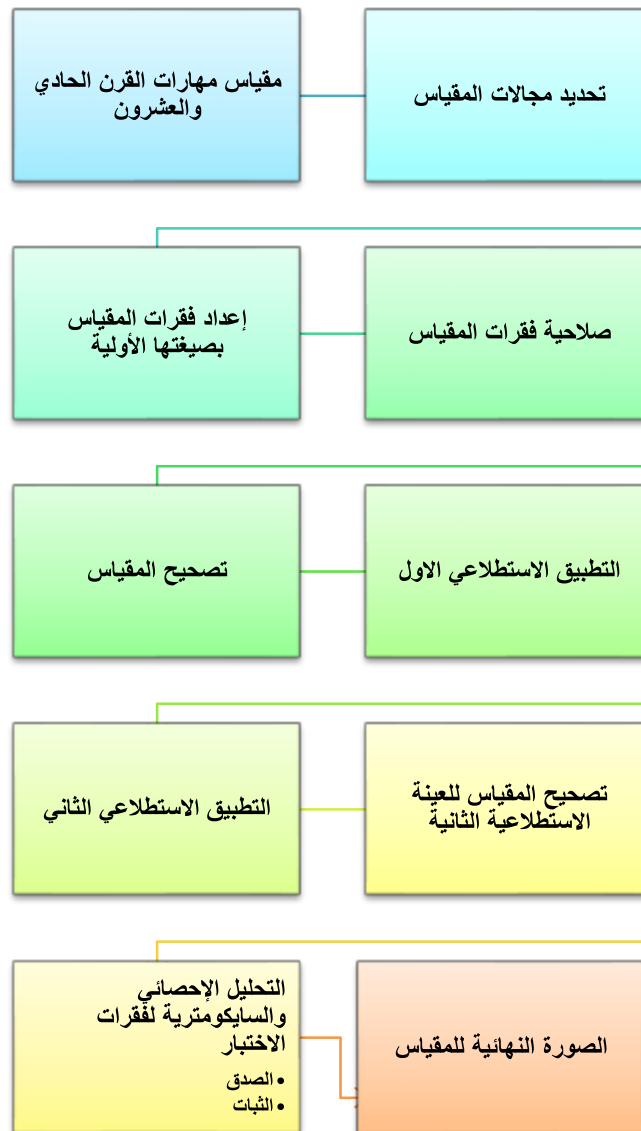 مقياس مهارات القرن الحادي
والعشرون
تحديد مجالات المقياس
إعداد فقرات المقياس
بصيغتها الأولية
صلاحية فقرات المقياس
تصحيح المقياس
التطبيق الاستطلاعي الاول
التطبيق الاستطلاعي الثاني
تصحيح المقياس للعينة
الاستطلاعية الثانية
التحليل الإحصائي
والسايكومترية لفقرات
الاختبار
• الصدق
• الثبات
الصورة النهائية للمقياس